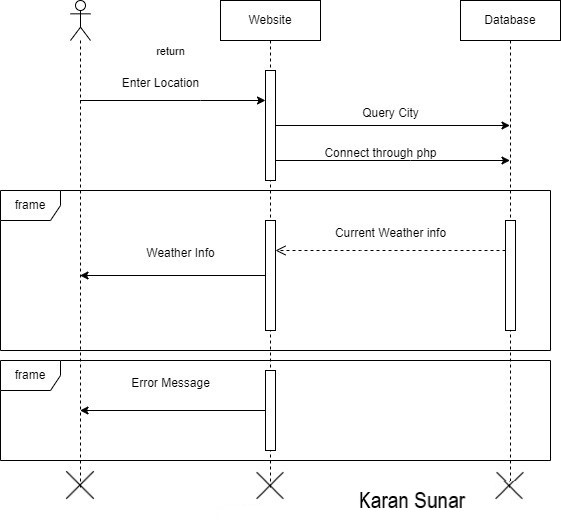 Website
Database
return
Enter Location
Query City
Connect through php
frame
Current Weather info
Weather Info
frame
Error Message
Karan Sunar